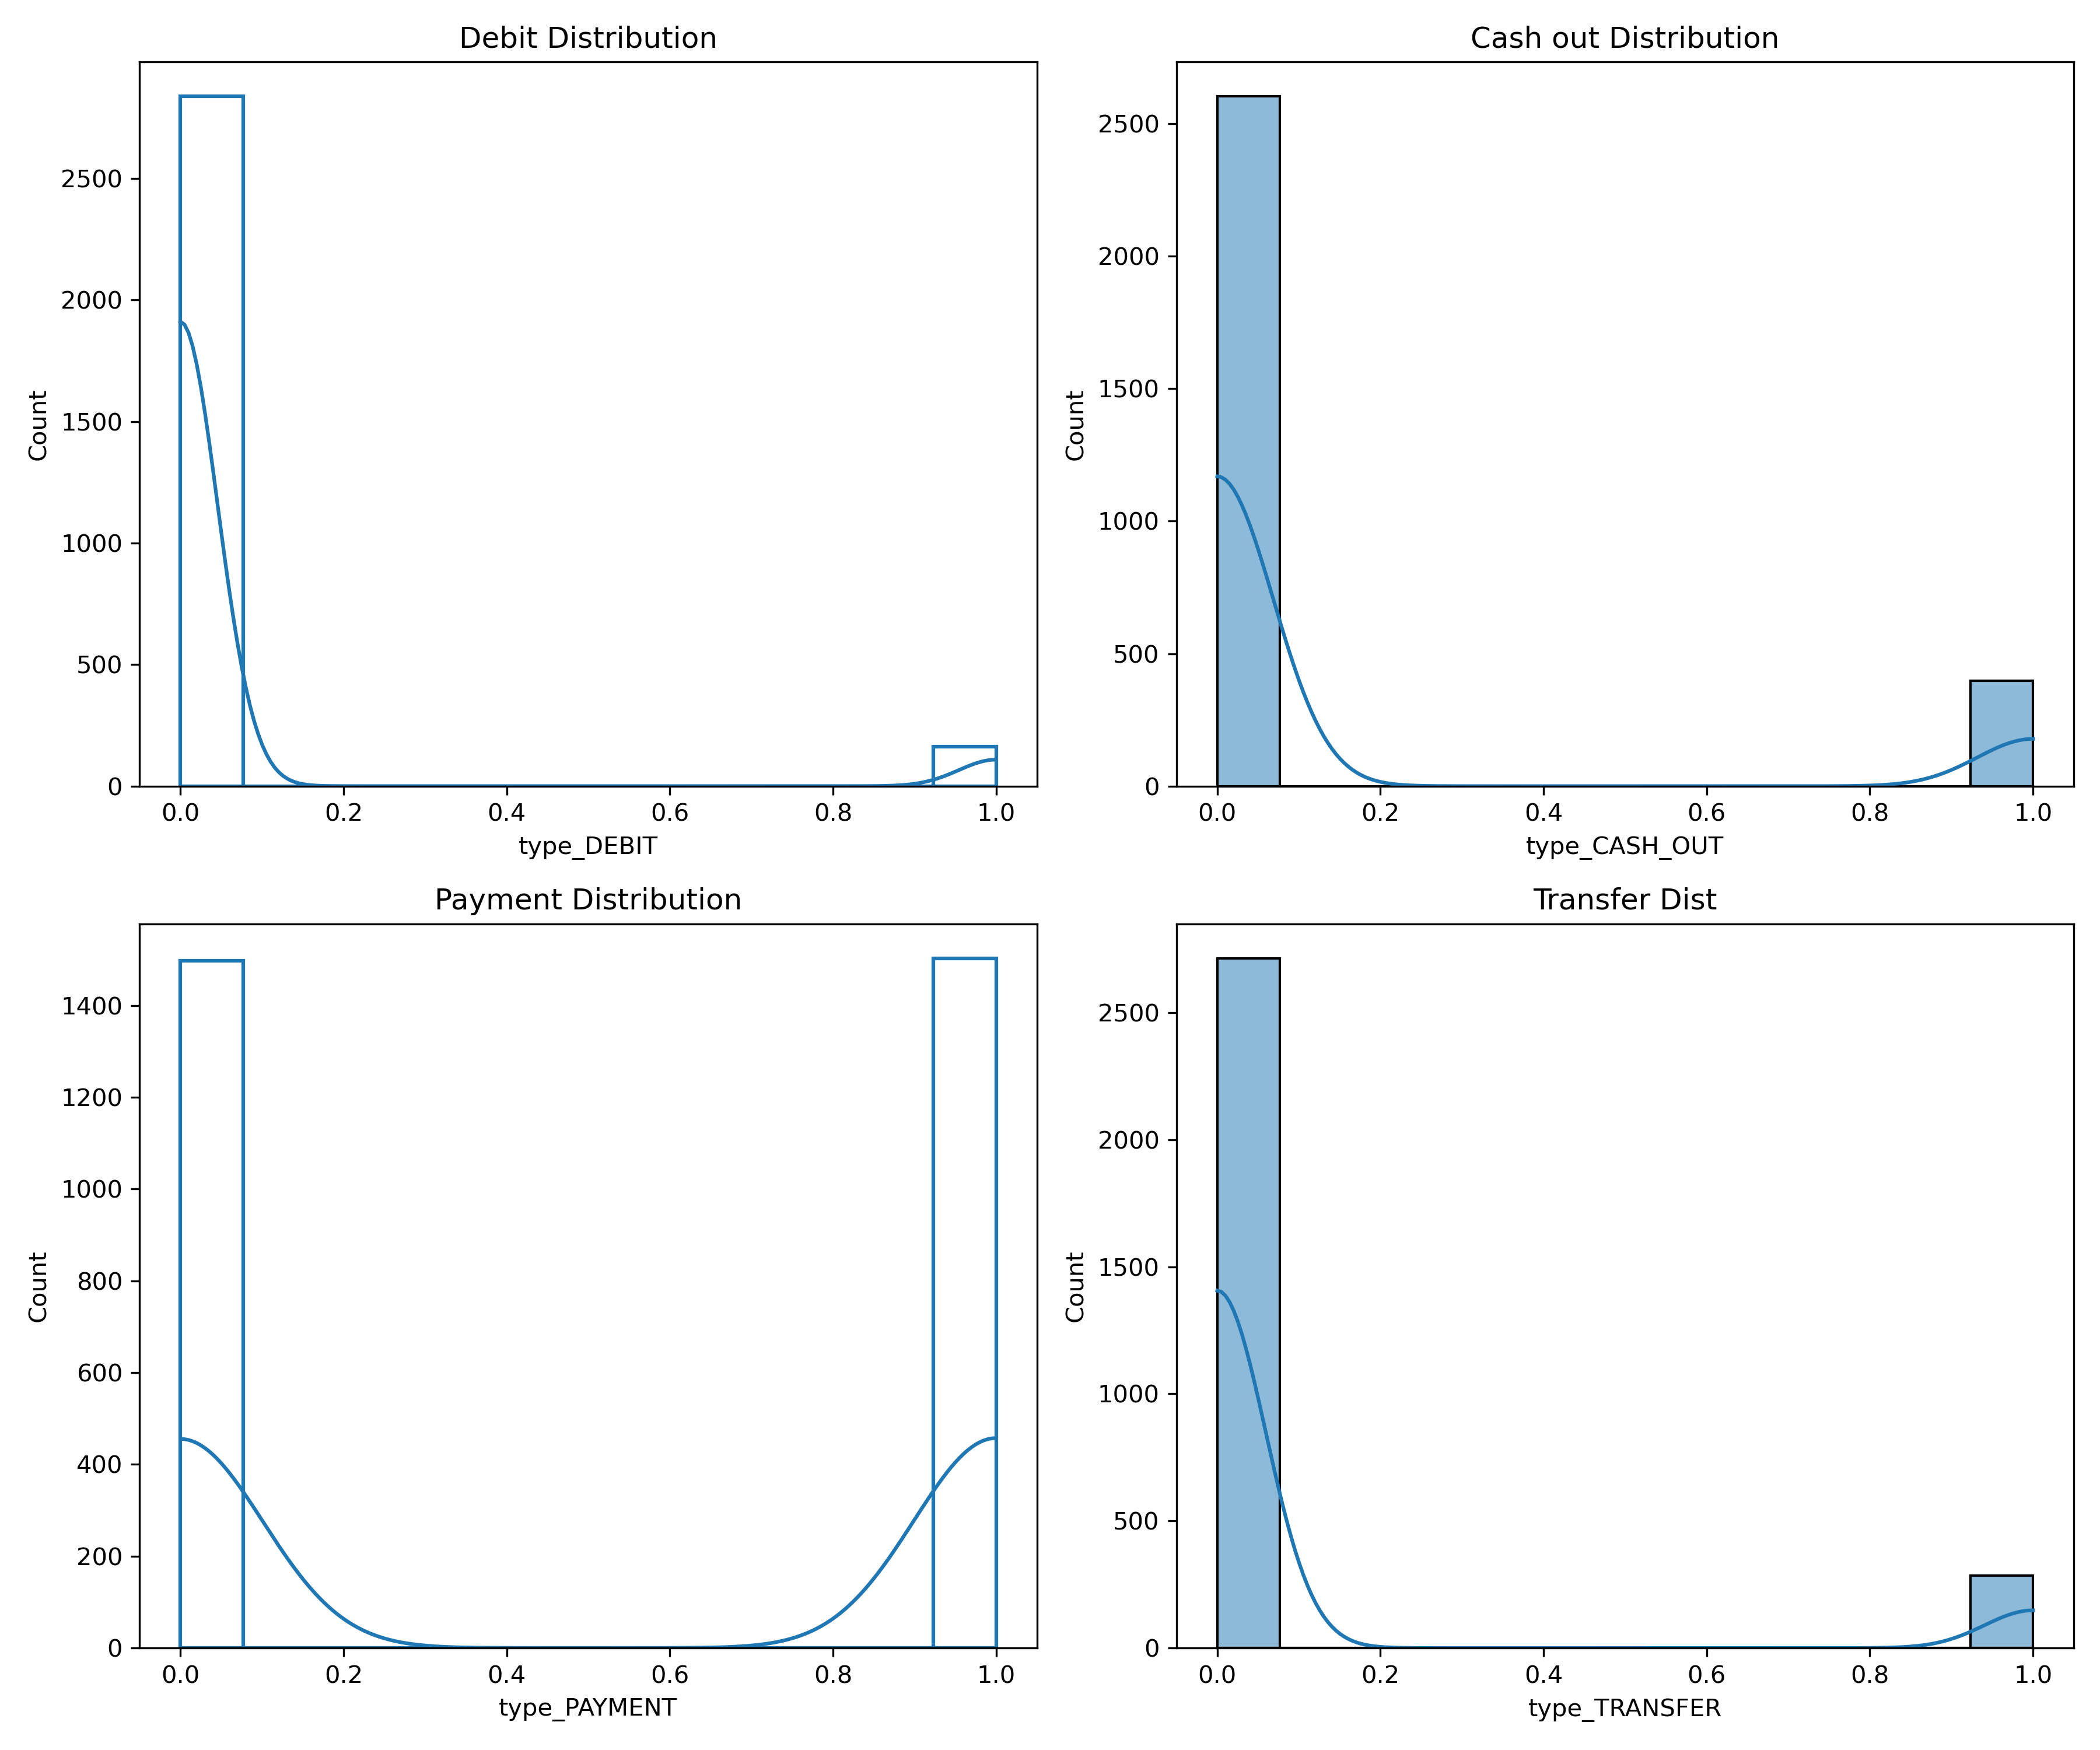 Debit Distribution
Count
2500
2000
1500
1000
500
0
0.0 0.2 0.4 0.6 0.8 1.0
type_DEBIT
Cash out Distribution
Count
2500
2000
1500
1000
500
0
0.0 0.2 0.4 0.6 0.8 1.0
type_CASH_OUT
Payment Distribution
Count
1400
1200
1000
800
600
400
200
0
0.0 0.2 0.4 0.6 0.8 1.0
type_PAYMENT
Transfer Dist
Count
2500
2000
1500
1000
500
0
0.0 0.2 0.4 0.6 0.8 1.0
type_TRANSFER